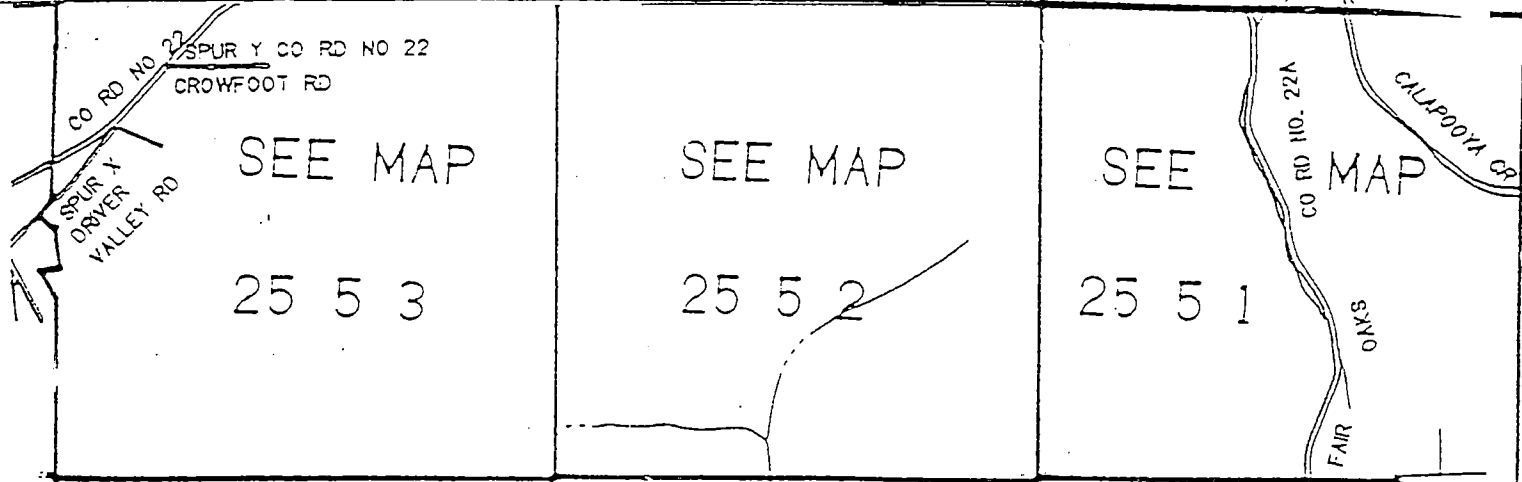 CO RD NO 22
SPUR Y CO RD NO 22
CROWFOOT RD
SPUR X
DRIVER
VALLEY RD
SEE MAP
25 5 3
SEE MAP
25 5 2
SEE MAP
25 5 1
CO RD NO. 22A
FAIR OAKS
CALAPOOYA CR